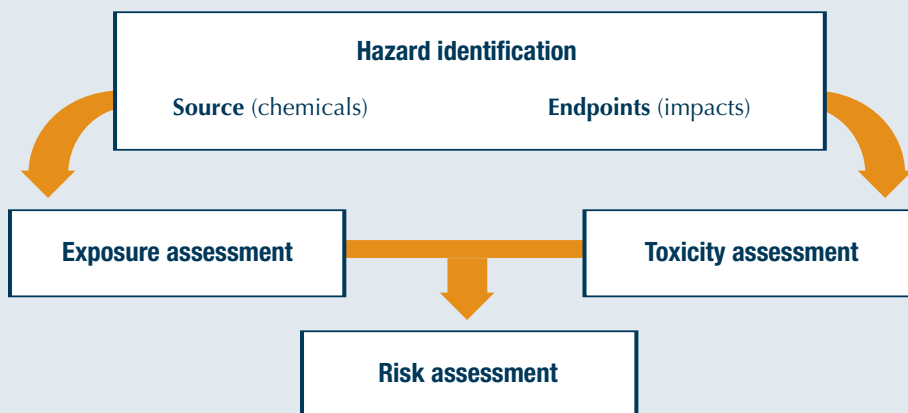 Hazard identification
Source (chemicals)
Endpoints (impacts)
Exposure assessment
Toxicity assessment
Risk assessment